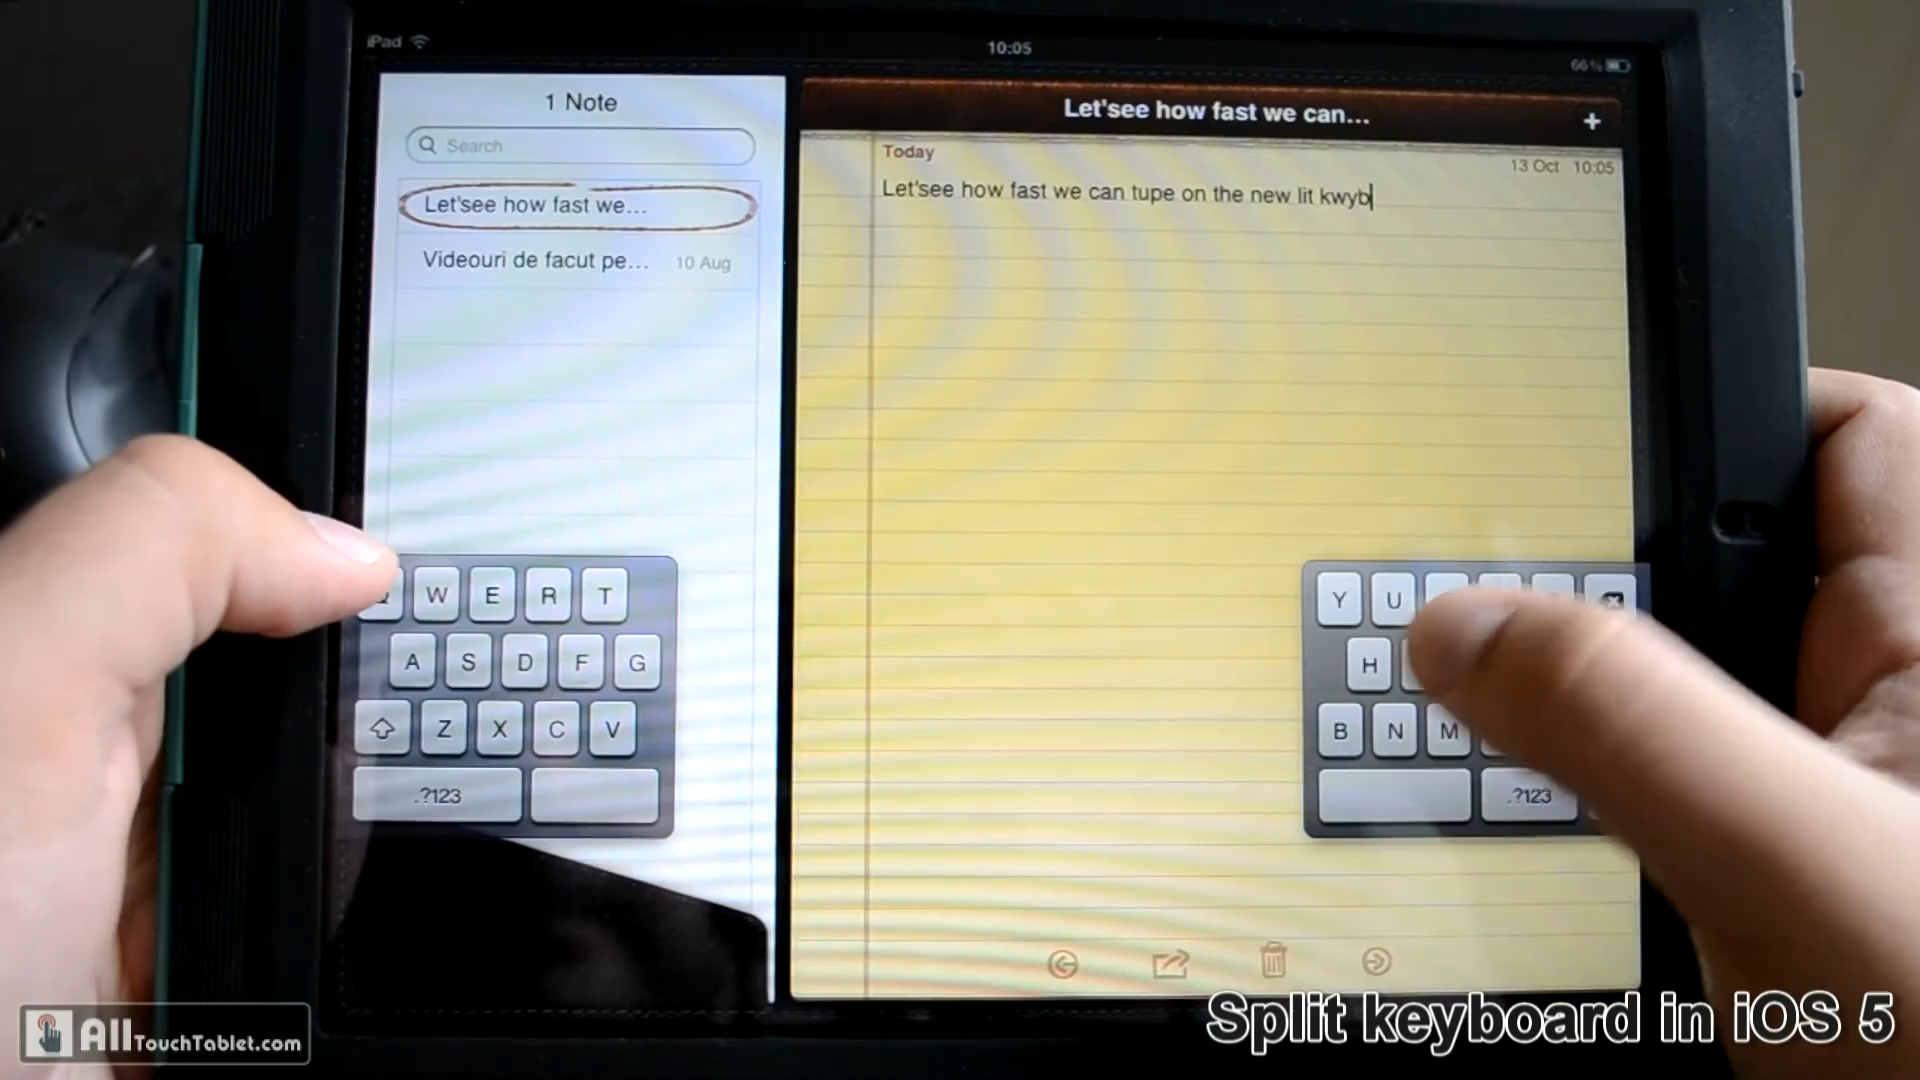 iPad
10:05
66%
1 Note
Search
Let'see how fast we...
Videouri de facut pe...
10 Aug
Let'see how fast we can...
+
Today
13 Oct 10:05
Let'see how fast we can tupe on the new lit kwyb
W E R T
A S D F G
Z X C V
.?123
Y U
H
B N M
.?123
Split keyboard in iOS 5
AllTouchTablet.com